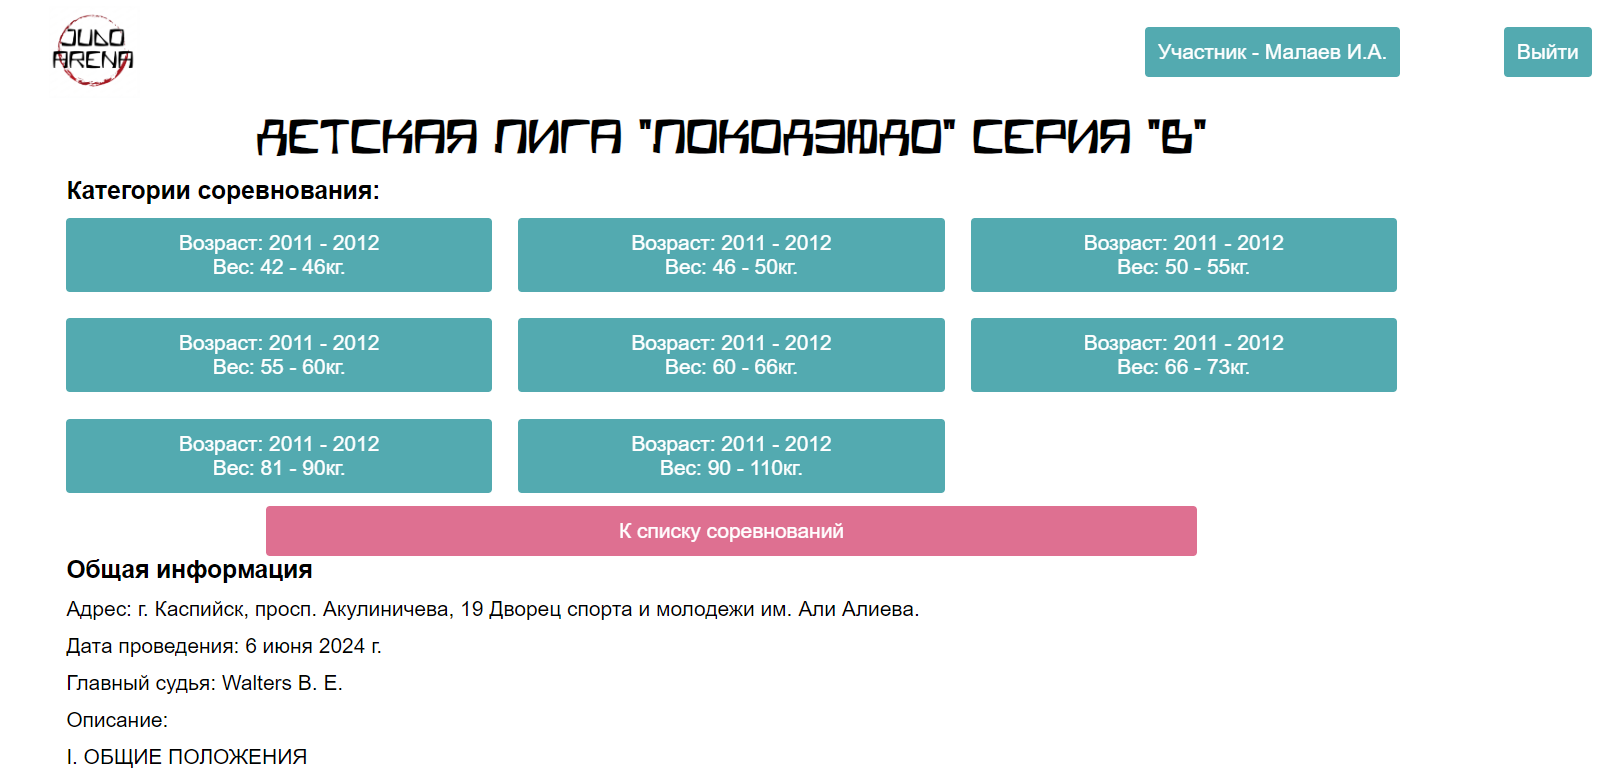 JUDO
ARENA
Участник - Малаев И.А.
Выйти
ДЕТСКАЯ ЛИГА "ЛОКОДЗЮДО" СЕРИЯ "Б"
Категории соревнования:
Возраст: 2011 - 2012
Вес: 42 - 46кг.
Возраст: 2011 - 2012
Вес: 46 - 50кг.
Возраст: 2011 - 2012
Вес: 50 - 55кг.
Возраст: 2011 - 2012
Вес: 55 - 60кг.
Возраст: 2011 - 2012
Вес: 60 - 66кг.
Возраст: 2011 - 2012
Вес: 66 - 73кг.
Возраст: 2011 - 2012
Вес: 81 - 90кг.
Возраст: 2011 - 2012
Вес: 90 - 110кг.
К списку соревнований
Общая информация
Адрес: г. Каспийск, просп. Акулиничева, 19 Дворец спорта и молодежи им. Али Алиева.
Дата проведения: 6 июня 2024 г.
Главный судья: Walters B. E.
Описание:
I. ОБЩИЕ ПОЛОЖЕНИЯ